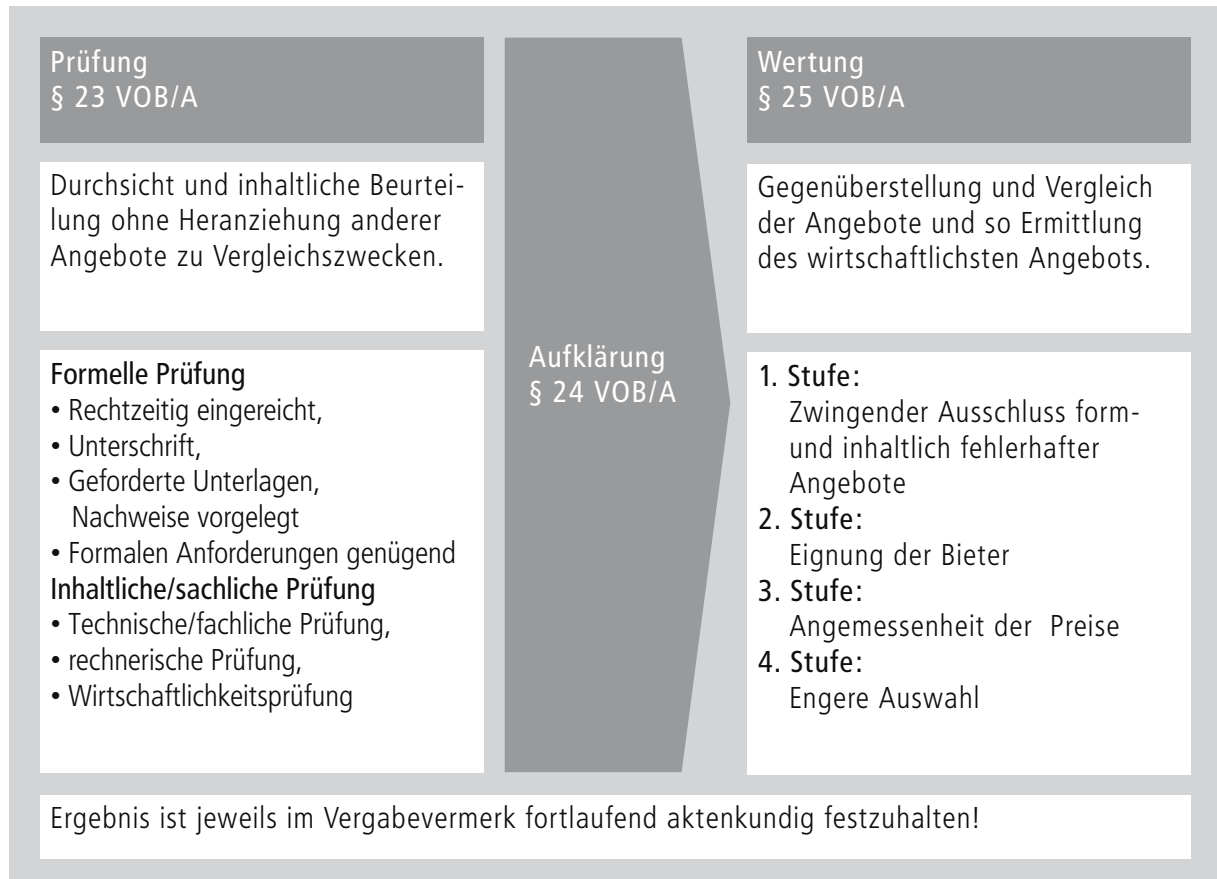 Prüfung
§ 23 VOB/A
Durchsicht und inhaltliche Beurtei-
lung ohne Heranziehung anderer
Angebote zu Vergleichszwecken.
Formelle Prüfung
• Rechtzeitig eingereicht,
• Unterschrift,
• Geforderte Unterlagen,
Nachweise vorgelegt
• Formalen Anforderungen genügend
Inhaltliche/sachliche Prüfung
• Technische/fachliche Prüfung,
• rechnerische Prüfung,
• Wirtschaftlichkeitsprüfung
Aufklärung
§ 24 VOB/A
Wertung
§ 25 VOB/A
Gegenüberstellung und Vergleich
der Angebote und so Ermittlung
des wirtschaftlichsten Angebots.
1. Stufe:
Zwingender Ausschluss form-
und inhaltlich fehlerhafter
Angebote
2. Stufe:
Eignung der Bieter
3. Stufe:
Angemessenheit der Preise
4. Stufe:
Engere Auswahl
Ergebnis ist jeweils im Vergabevermerk fortlaufend aktenkundig festzuhalten!